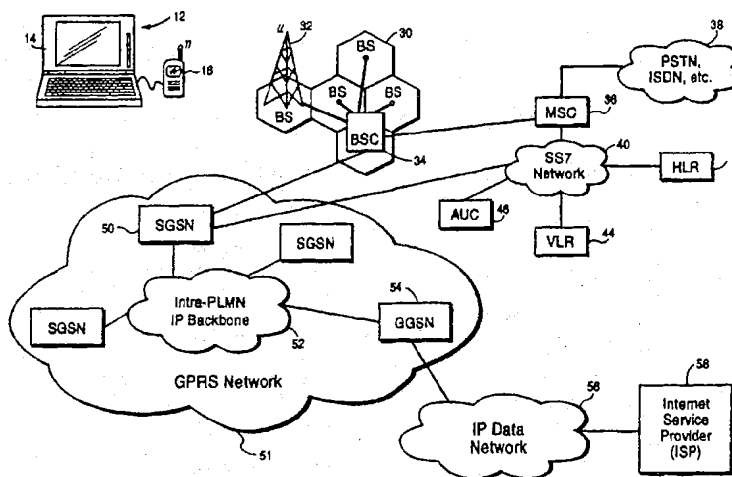 12
14
16
32
30
BS
BS
BS
BS
BSC
34
38
PSTN,
ISDN, etc.
MSC
36
SS7
Network
40
HLR
AUC
46
VLR
44
50
SGSN
SGSN
SGSN
Intra-PLMN
IP Backbone
52
54
GGSN
GPRS Network
51
IP Data
Network
56
58
Internet
Service
Provider
(ISP)